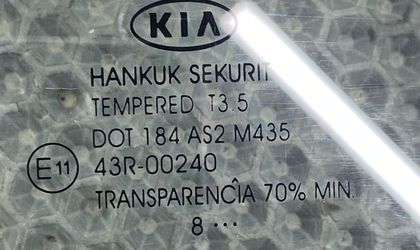 KIA
HANKUK SEKURIT
TEMPERED T3.5
DOT 184 AS2 M435
E11 43R-00240
TRANSPARENCÎA 70% MIN.
8 •••